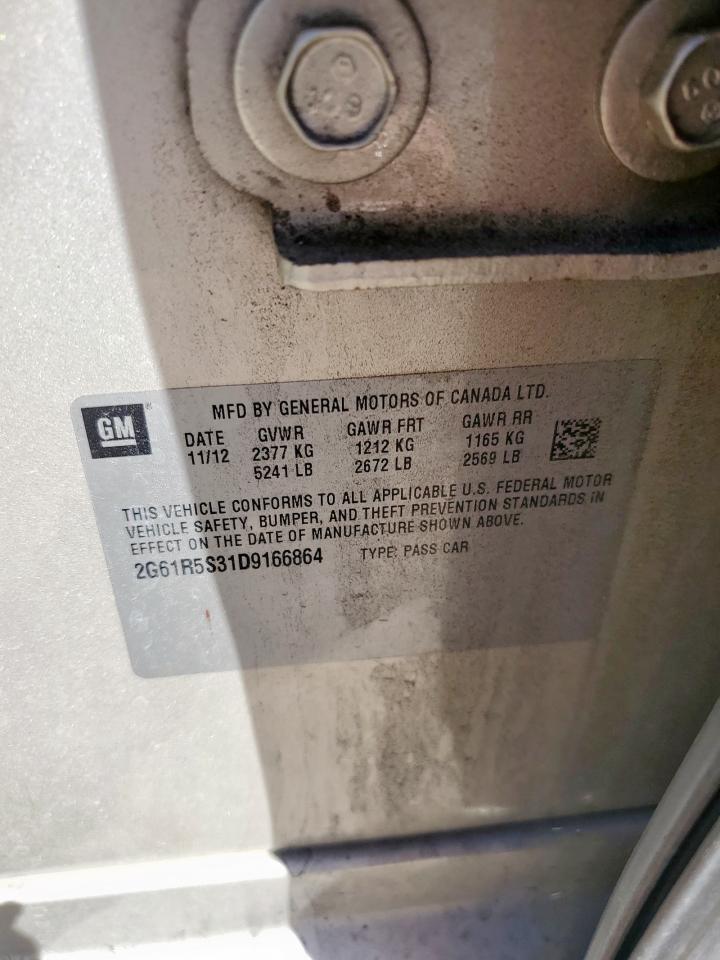 GM
MFD BY GENERAL MOTORS OF CANADA LTD.
DATE GVWR GAWR FRT GAWR RR
11/12 2377 KG 1212 KG 1165 KG
5241 LB 2672 LB 2569 LB
THIS VEHICLE CONFORMS TO ALL APPLICABLE U.S. FEDERAL MOTOR
VEHICLE SAFETY, BUMPER, AND THEFT PREVENTION STANDARDS IN
EFFECT ON THE DATE OF MANUFACTURE SHOWN ABOVE.
2G61R5S31D9166864 TYPE: PASS CAR